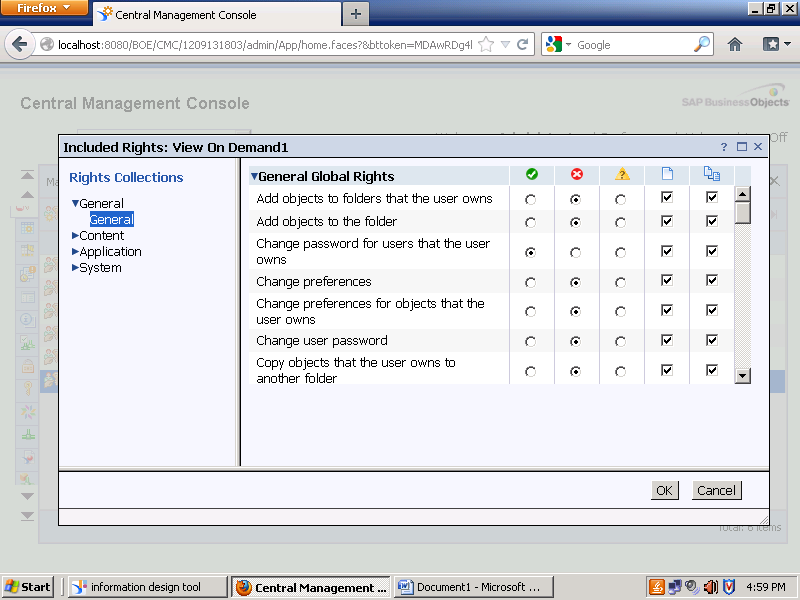 Firefox
Central Management Console
localhost:8080/BOE/CMC/1209131803/admin/App/home.faces?&bttoken=MDAwRDg4l
Google
Central Management Console
SAP BusinessObjects
Included Rights: View On Demand1
?
Rights Collections
General
General
Content
Application
System
General Global Rights
Add objects to folders that the user owns
Add objects to the folder
Change password for users that the user
owns
Change preferences
Change preferences for objects that the
user owns
Change user password
Copy objects that the user owns to
another folder
OK
Cancel
Total: 6 items
Start
information design tool
Central Management ...
Document1 - Microsoft ...
4:59 PM